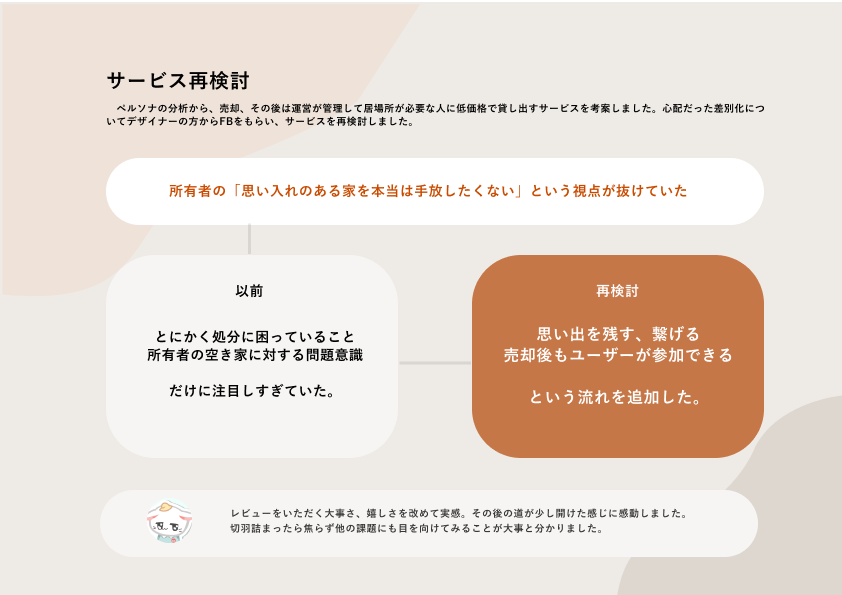 サービス再検討
ペルソナの分析から、売却、その後は運営が管理して居場所が必要な人に低価格で貸し出すサービスを考案しました。心配だった差別化につ
いてデザイナーの方からFBをもらい、サービスを再検討しました。
所有者の「思い入れのある家を本当は手放したくない」という視点が抜けていた
以前
とにかく処分に困っていること
所有者の空き家に対する問題意識
だけに注目しすぎていた。
再検討
思い出を残す、繋げる
売却後もユーザーが参加できる
という流れを追加した。
レビューをいただく大事さ、嬉しさを改めて実感。その後の道が少し開けた感じに感動しました。
切羽詰まったら焦らず他の課題にも目を向けてみることが大事と分かりました。